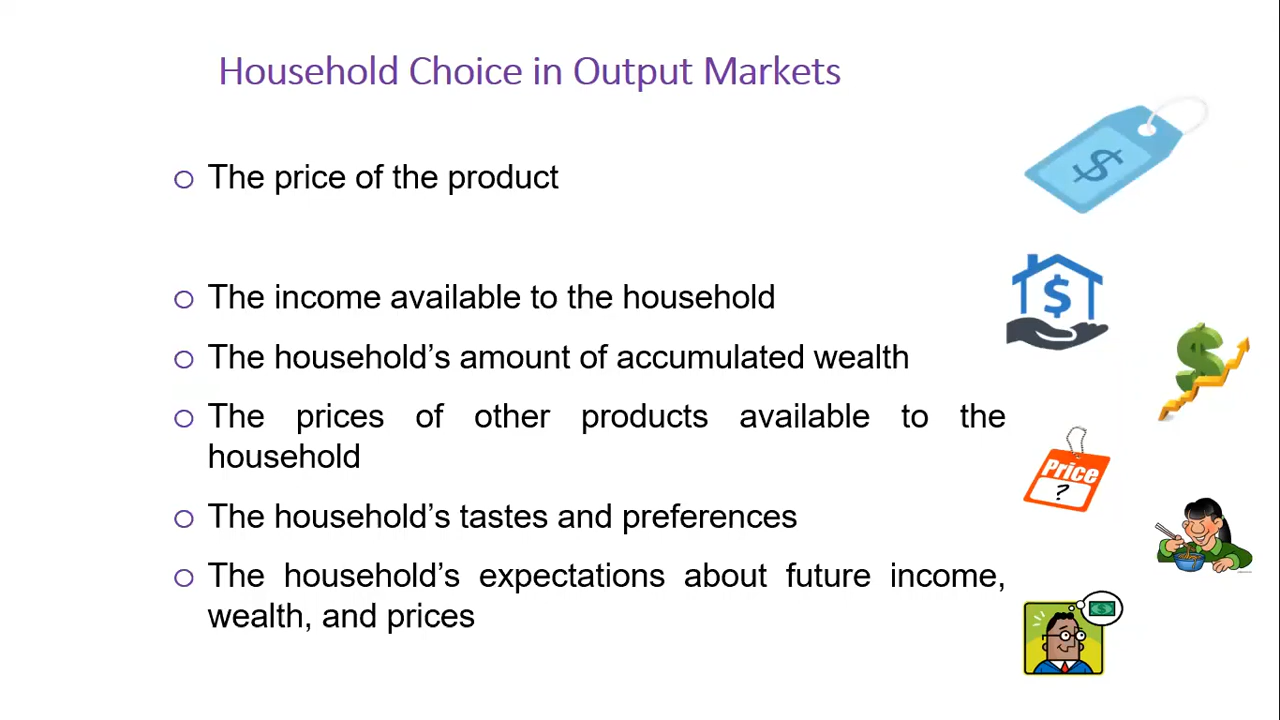 Household Choice in Output Markets
$
o The price of the product
$
o The income available to the household
$
o The household’s amount of accumulated wealth
o The prices of other products available to the
household
Price
?
o The household’s tastes and preferences
o The household’s expectations about future income,
wealth, and prices
$